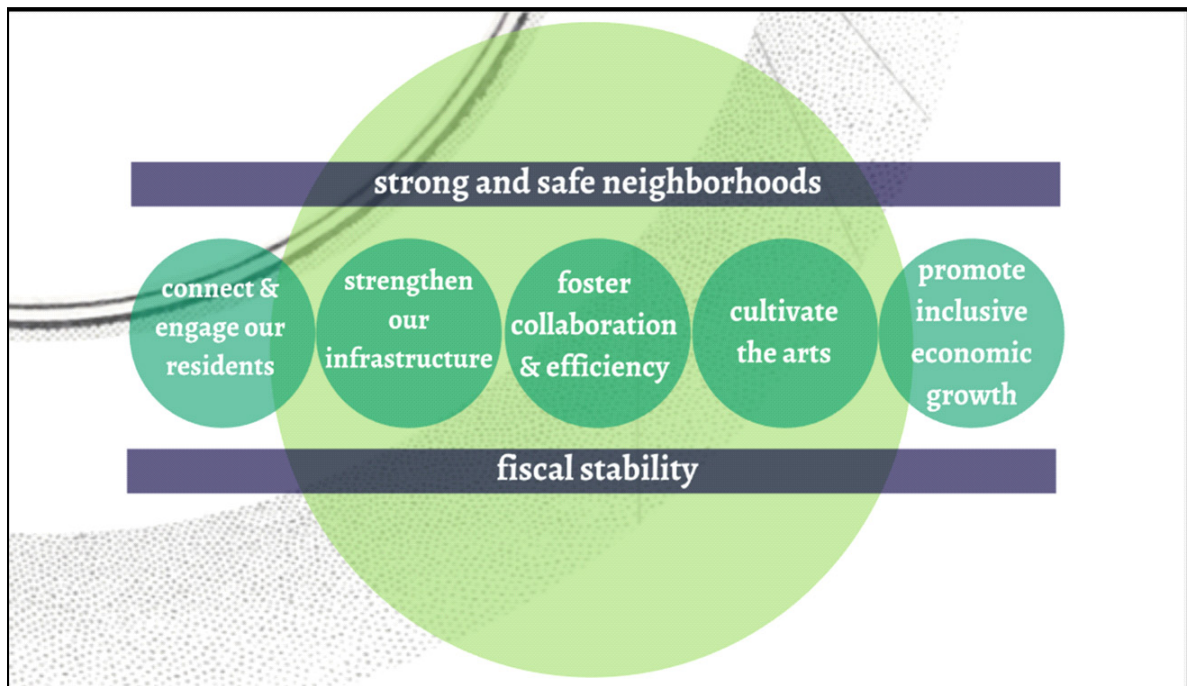 strong and safe neighborhoods
connect &
engage our
residents
strengthen
our
infrastructure
foster
collaboration
& efficiency
cultivate
the arts
promote
inclusive
economic
growth
fiscal stability